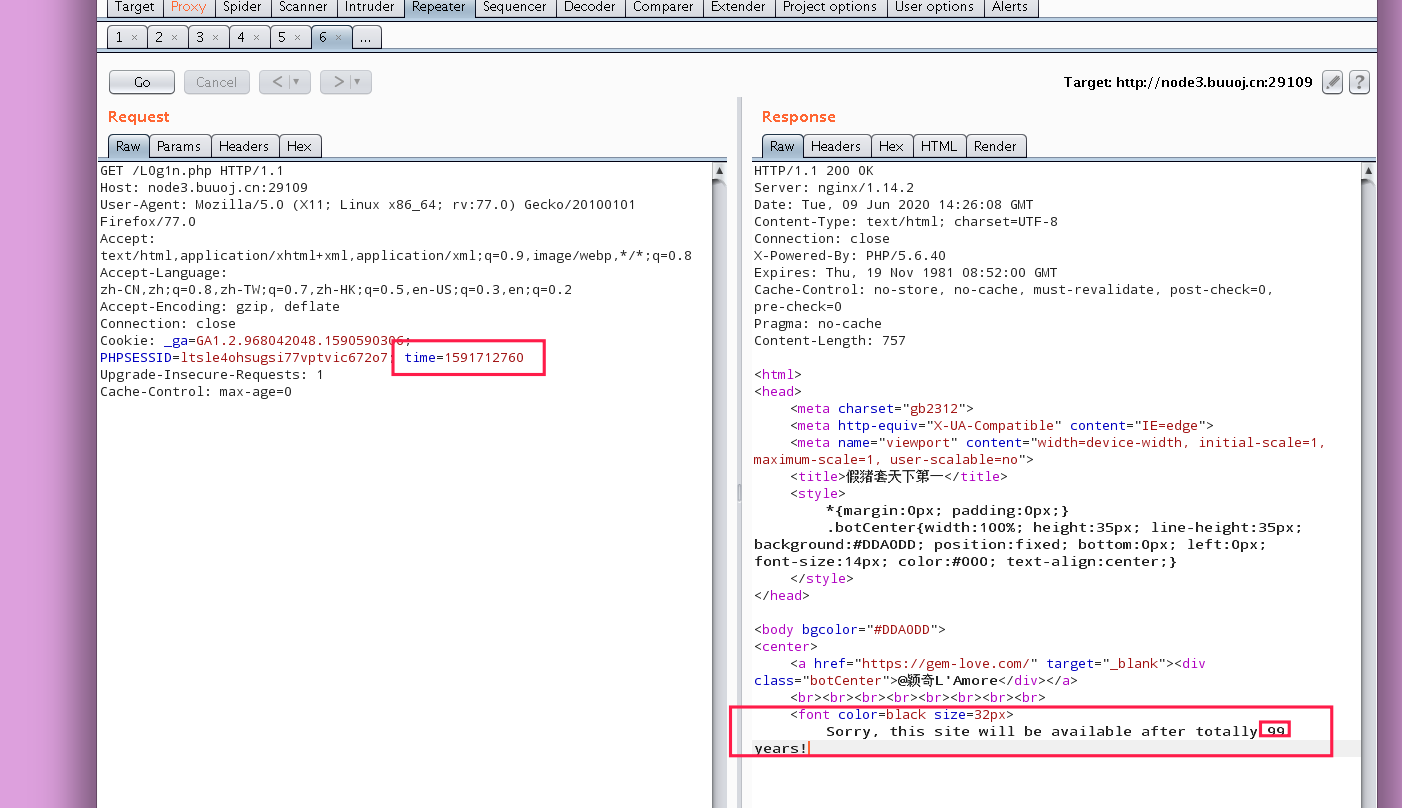 Target Proxy Spider Scanner Intruder Repeater Sequencer Decoder Comparer Extender Project options User options Alerts
1 × 2 × 3 × 4 × 5 × 6 × ...
Go Cancel < | ▼ > | ▼ Target: http://node3.buuoj.cn:29109 ?
Request
Raw Params Headers Hex
GET /L0g1n.php HTTP/1.1
Host: node3.buuoj.cn:29109
User-Agent: Mozilla/5.0 (X11; Linux x86_64; rv:77.0) Gecko/20100101
Firefox/77.0
Accept:
text/html,application/xhtml+xml,application/xml;q=0.9,image/webp,*/*;q=0.8
Accept-Language:
zh-CN,zh;q=0.8,zh-TW;q=0.7,zh-HK;q=0.5,en-US;q=0.3,en;q=0.2
Accept-Encoding: gzip, deflate
Connection: close
Cookie: _ga=GA1.2.968042048.1590590306;
PHPSESSID=ltsle4ohsugsi77vptvic672o7; time=1591712760
Upgrade-Insecure-Requests: 1
Cache-Control: max-age=0
Response
Raw Headers Hex HTML Render
HTTP/1.1 200 OK
Server: nginx/1.14.2
Date: Tue, 09 Jun 2020 14:26:08 GMT
Content-Type: text/html; charset=UTF-8
Connection: close
X-Powered-By: PHP/5.6.40
Expires: Thu, 19 Nov 1981 08:52:00 GMT
Cache-Control: no-store, no-cache, must-revalidate, post-check=0,
pre-check=0
Pragma: no-cache
Content-Length: 757
<html>
<head>
<meta charset="gb2312">
<meta http-equiv="X-UA-Compatible" content="IE=edge">
<meta name="viewport" content="width=device-width, initial-scale=1,
maximum-scale=1, user-scalable=no">
<title>假猪套天下第一</title>
<style>
*{margin:0px; padding:0px;}
.botCenter{width:100%; height:35px; line-height:35px;
background:#DDA0DD; position:fixed; bottom:0px; left:0px;
font-size:14px; color:#000; text-align:center;}
</style>
</head>
<body bgcolor="#DDA0DD">
<center>
<a href="https://gem-love.com/" target="_blank"><div
class="botCenter">@颖奇L'Amore</div></a>
<br><br><br><br><br><br><br><br>
<font color=black size=32px>
Sorry, this site will be available after totally 99
years!